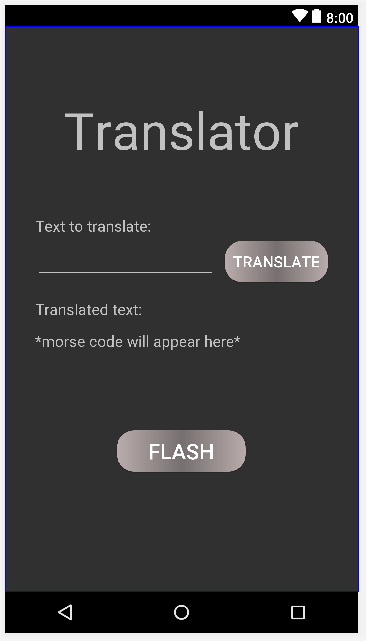 8:00
Translator
Text to translate:
TRANSLATE
Translated text:
*morse code will appear here*
FLASH